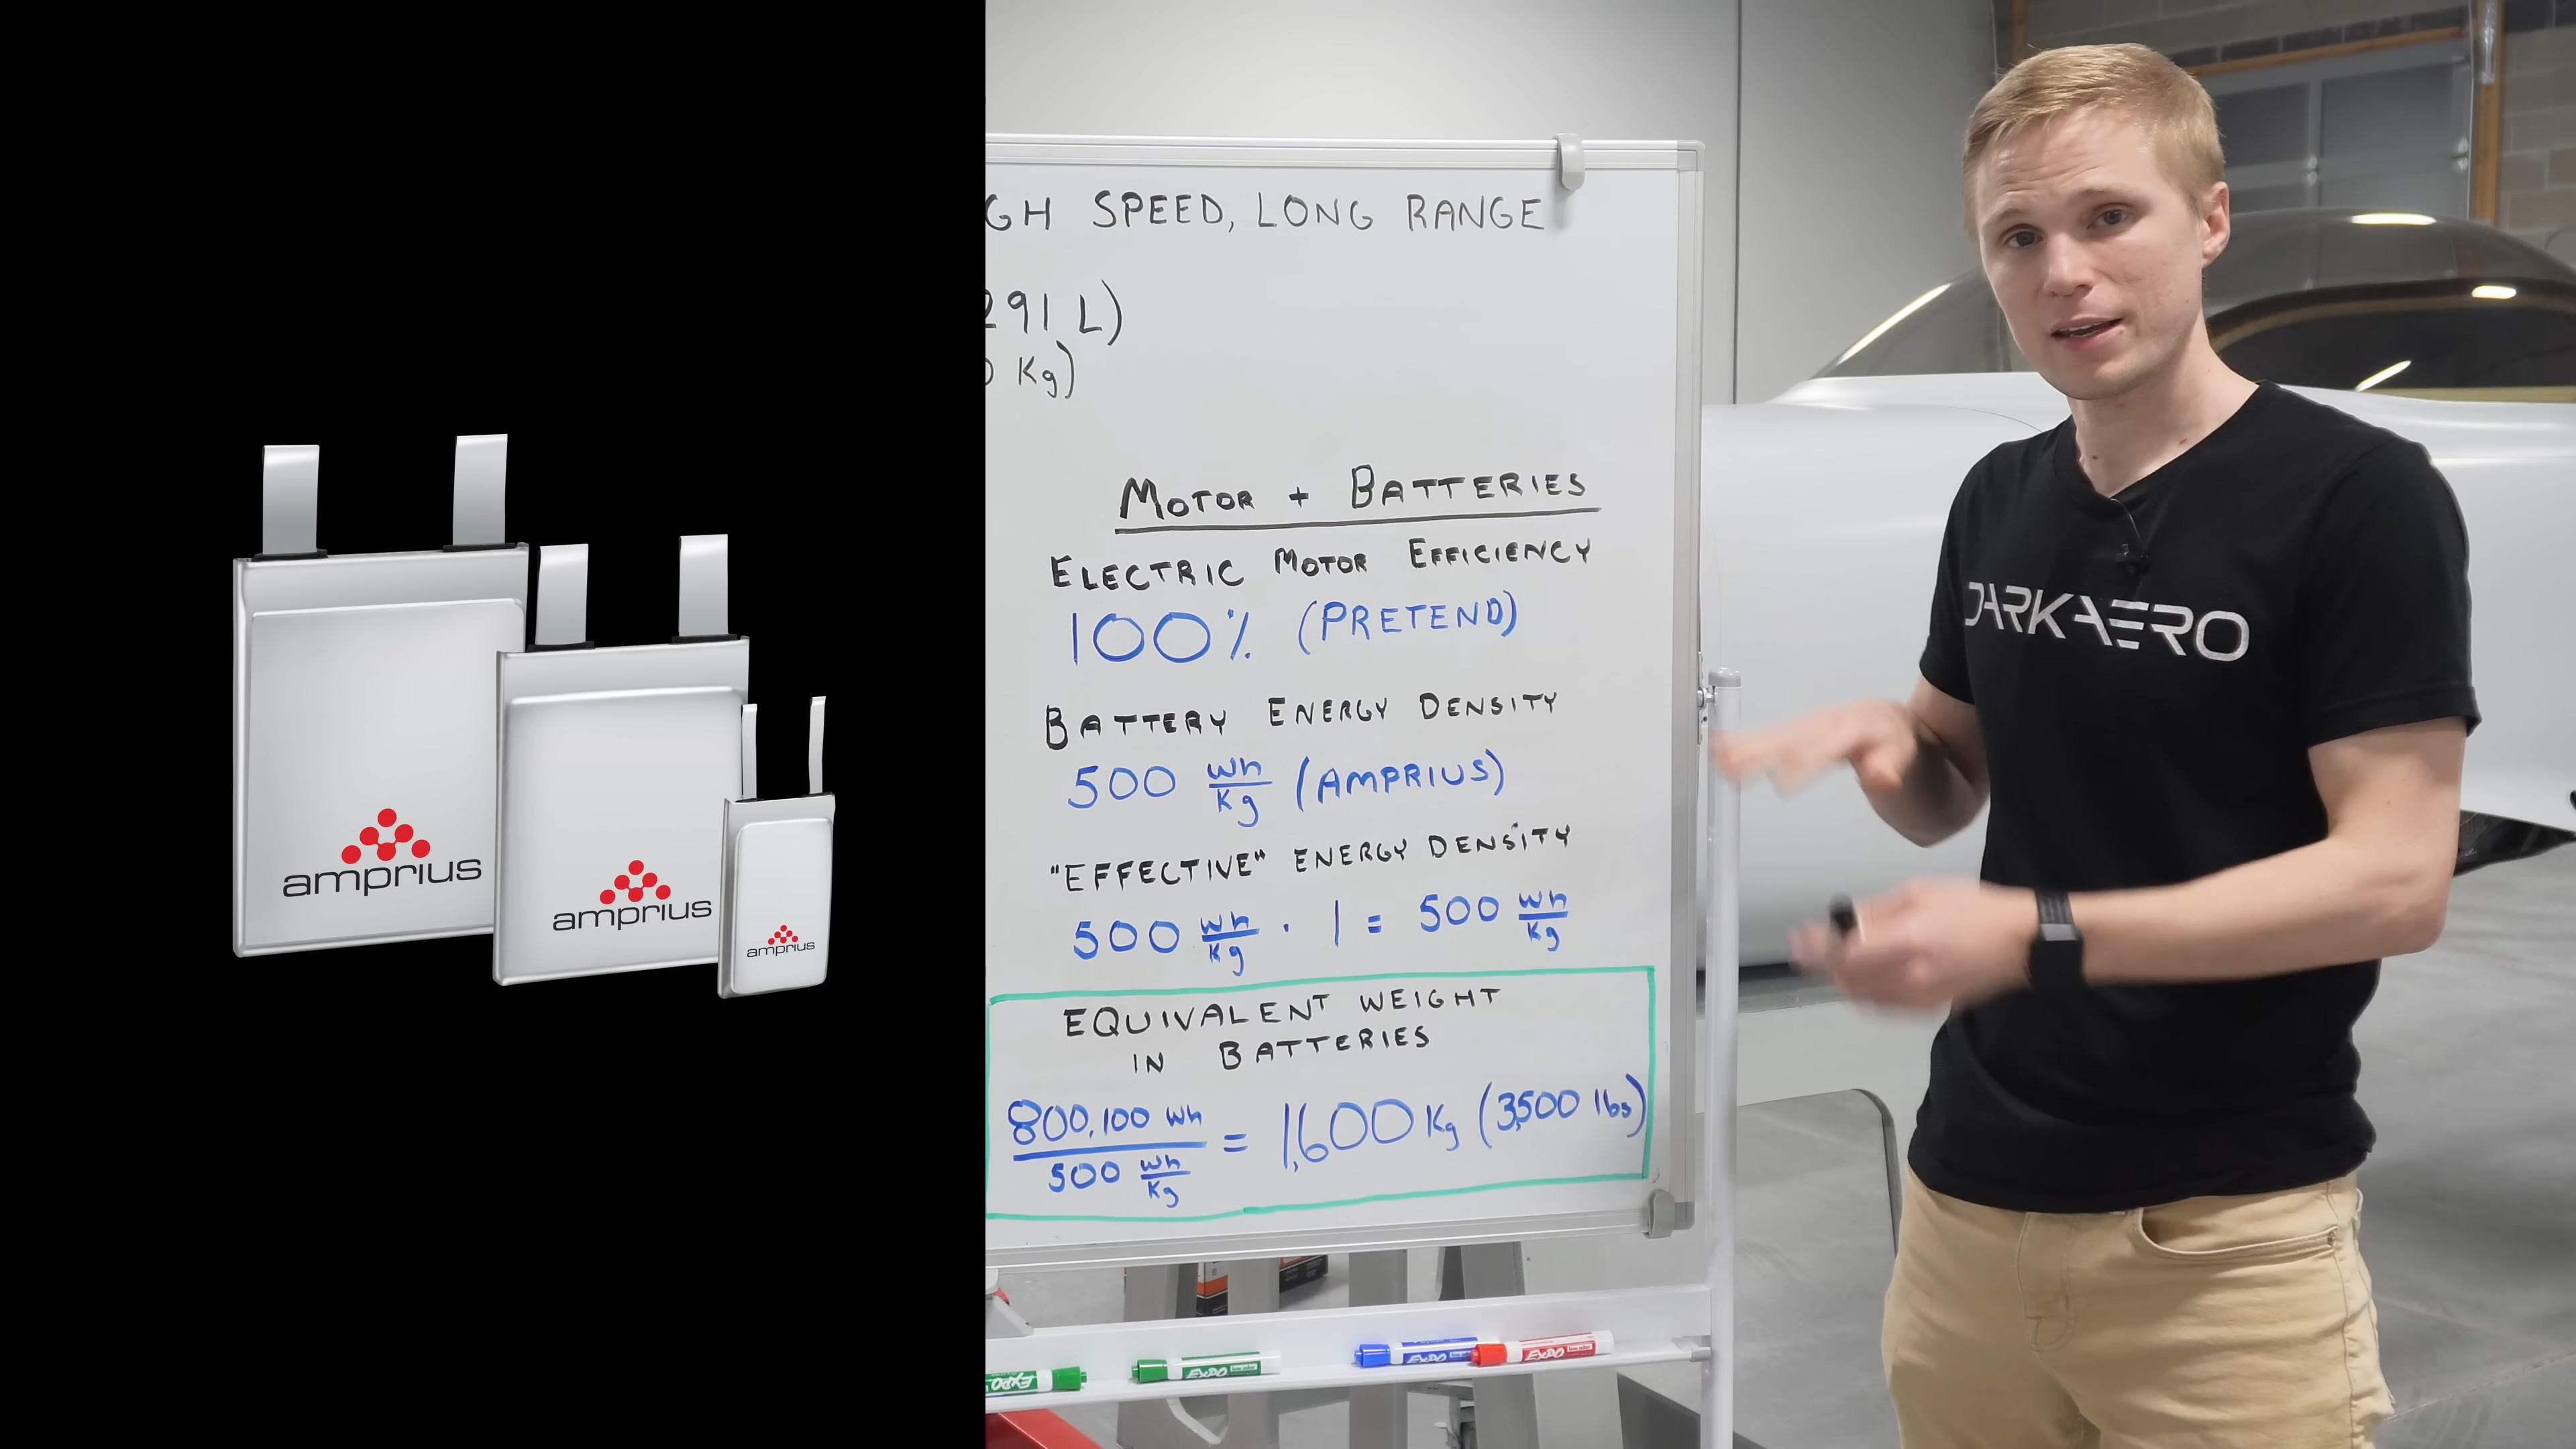 amprius
amprius
amprius
GH SPEED, LONG RANGE
291 L)
0 Kg)
MOTOR + BATTERIES
ELECTRIC MOTOR EFFICIENCY
100% (PRETEND)
BATTERY ENERGY DENSITY
500 Wh/Kg (AMPRIUS)
"EFFECTIVE" ENERGY DENSITY
500 Wh/Kg · 1 = 500 Wh/Kg
EQUIVALENT WEIGHT
IN BATTERIES
800,100 Wh / 500 Wh/Kg = 1,600 Kg (3,500 lbs)
DARKAERO
EXPO
EXPO
EXPO
EXPO